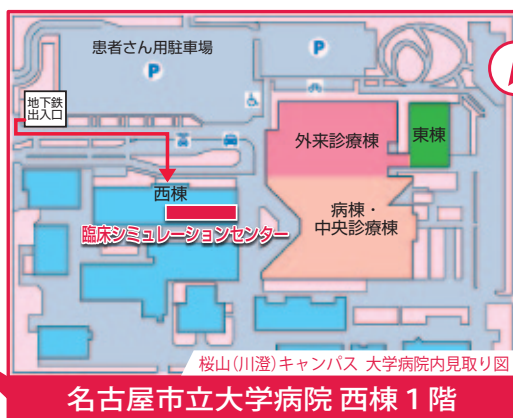 患者さん用駐車場
P
P
地下鉄
出入口
外来診療棟
東棟
西棟
病棟・
中央診療棟
臨床シミュレーションセンター
桜山(川澄)キャンパス 大学病院内見取り図
名古屋市立大学病院 西棟1階